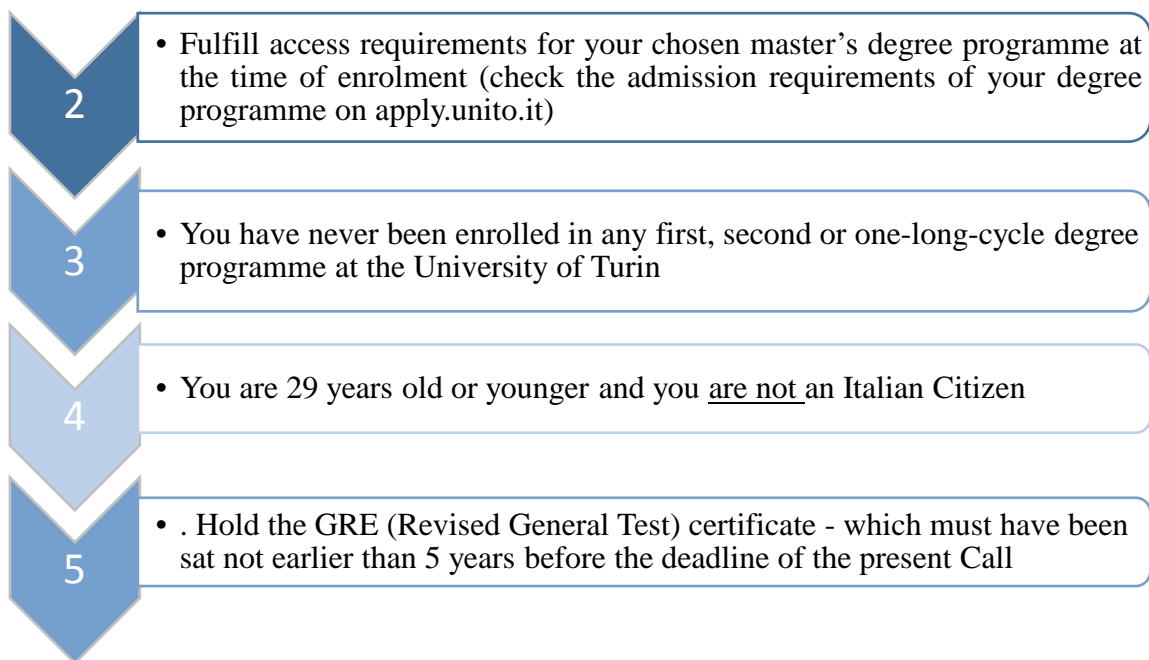 2
• Fulfill access requirements for your chosen master’s degree programme at
the time of enrolment (check the admission requirements of your degree
programme on apply.unito.it)
3
• You have never been enrolled in any first, second or one-long-cycle degree
programme at the University of Turin
4
• You are 29 years old or younger and you are not an Italian Citizen
5
• . Hold the GRE (Revised General Test) certificate - which must have been
sat not earlier than 5 years before the deadline of the present Call